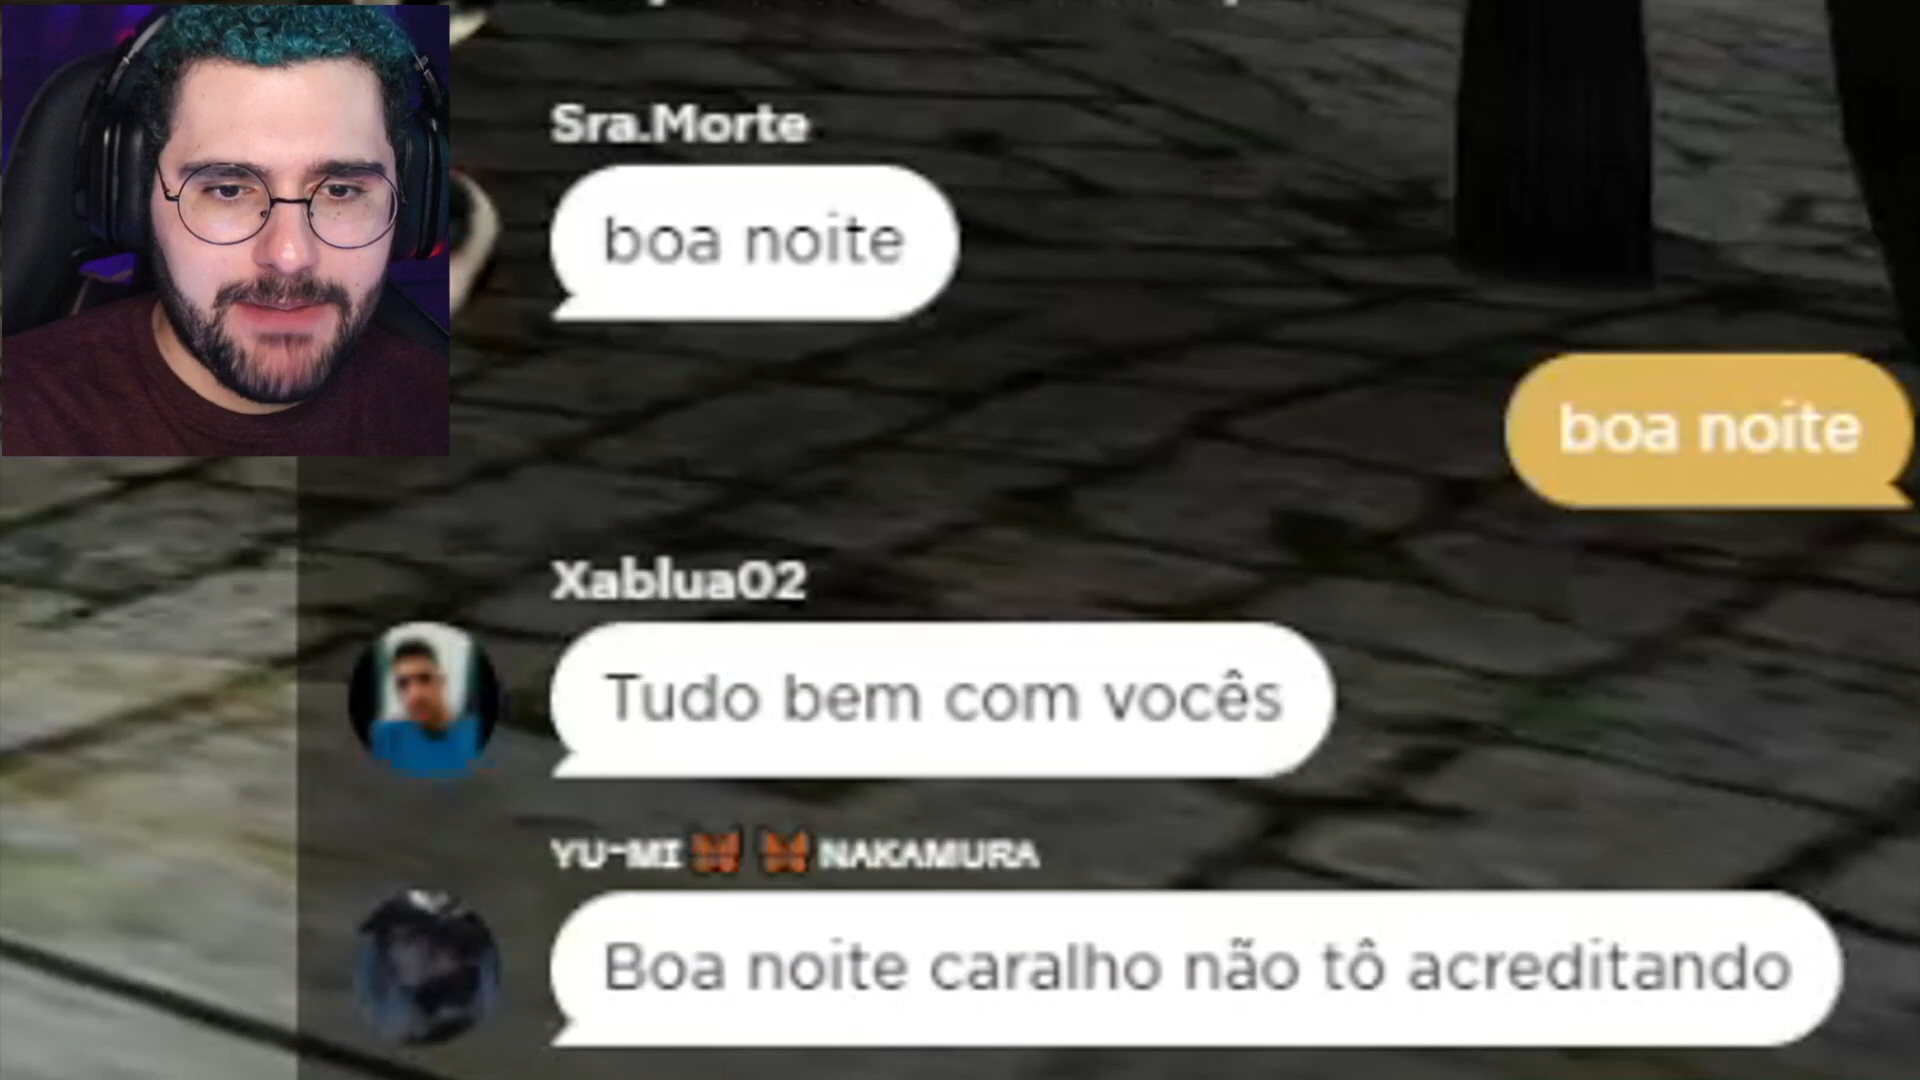 Sra.Morte
boa noite
boa noite
Xablua02
Tudo bem com vocês
YU-MI🦋 🦋NAKAMURA
Boa noite caralho não tô acreditando